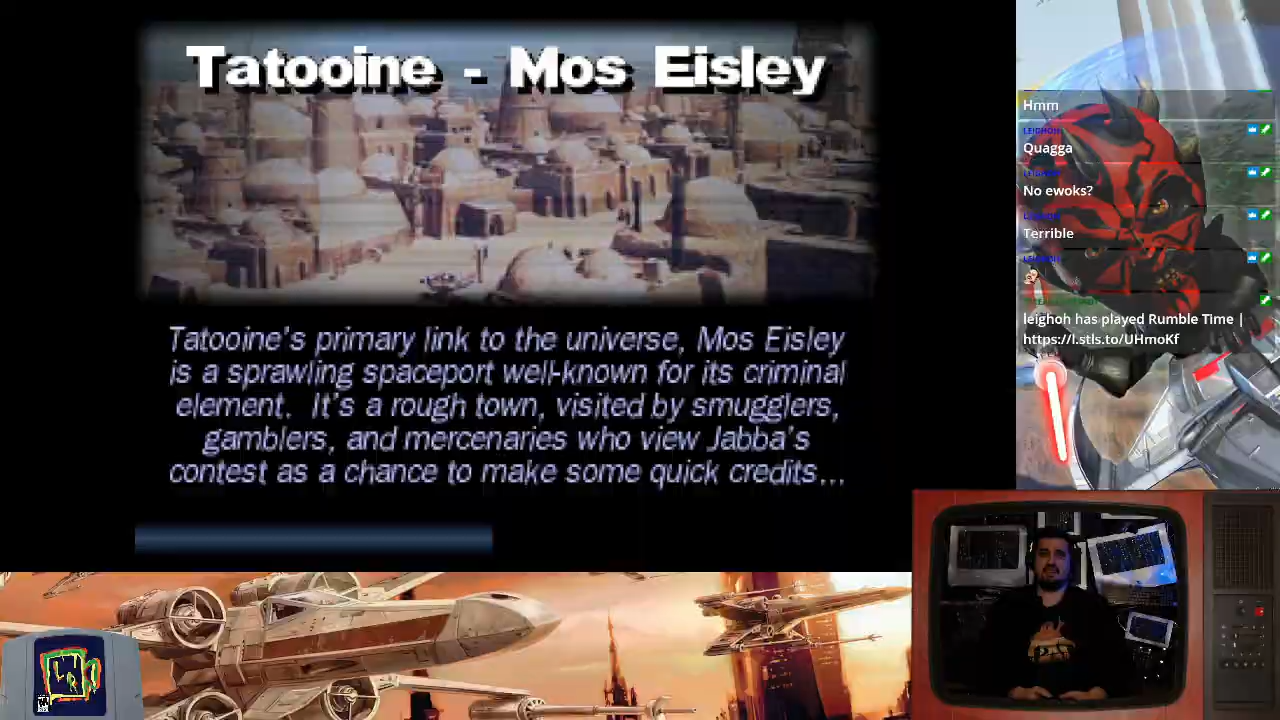 Tatooine - Mos Eisley
Tatooine's primary link to the universe, Mos Eisley
is a sprawling spaceport well-known for its criminal
element. It's a rough town, visited by smugglers,
gamblers, and mercenaries who view Jabba's
contest as a chance to make some quick credits...
Hmm
LEIGHOH
Quagga
No ewoks?
Terrible
leighoh has played Rumble Time |
https://l.stls.to/UHmoKf